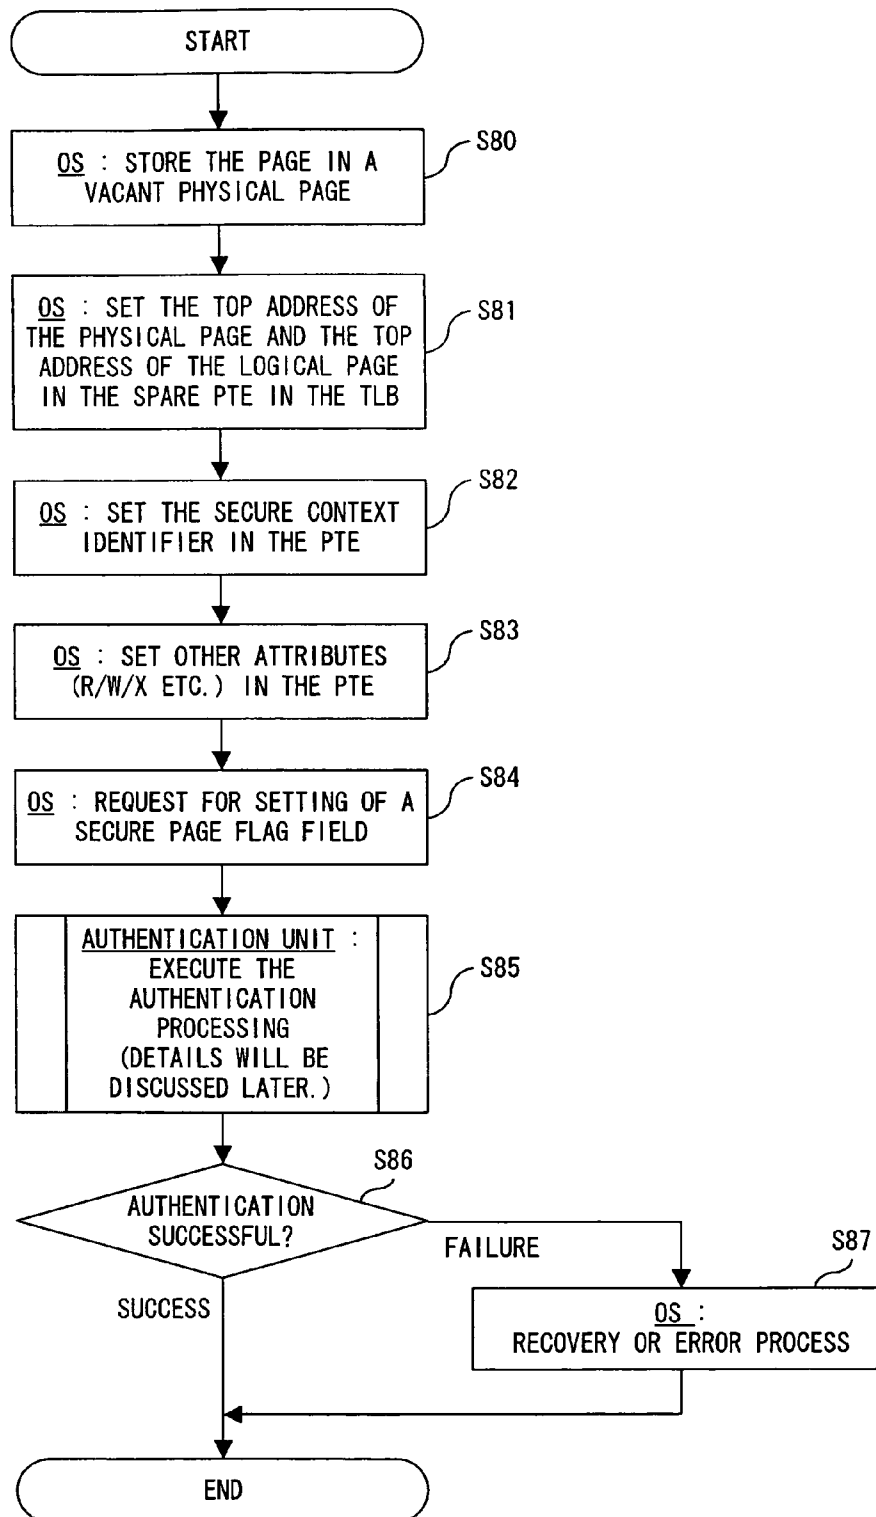 START
S80
OS : STORE THE PAGE IN A
VACANT PHYSICAL PAGE
S81
OS : SET THE TOP ADDRESS OF
THE PHYSICAL PAGE AND THE TOP
ADDRESS OF THE LOGICAL PAGE
IN THE SPARE PTE IN THE TLB
S82
OS : SET THE SECURE CONTEXT
IDENTIFIER IN THE PTE
S83
OS : SET OTHER ATTRIBUTES
(R/W/X ETC.) IN THE PTE
S84
OS : REQUEST FOR SETTING OF A
SECURE PAGE FLAG FIELD
S85
AUTHENTICATION UNIT :
EXECUTE THE
AUTHENTICATION
PROCESSING
(DETAILS WILL BE
DISCUSSED LATER.)
S86
AUTHENTICATION
SUCCESSFUL?
FAILURE
SUCCESS
S87
OS :
RECOVERY OR ERROR PROCESS
END